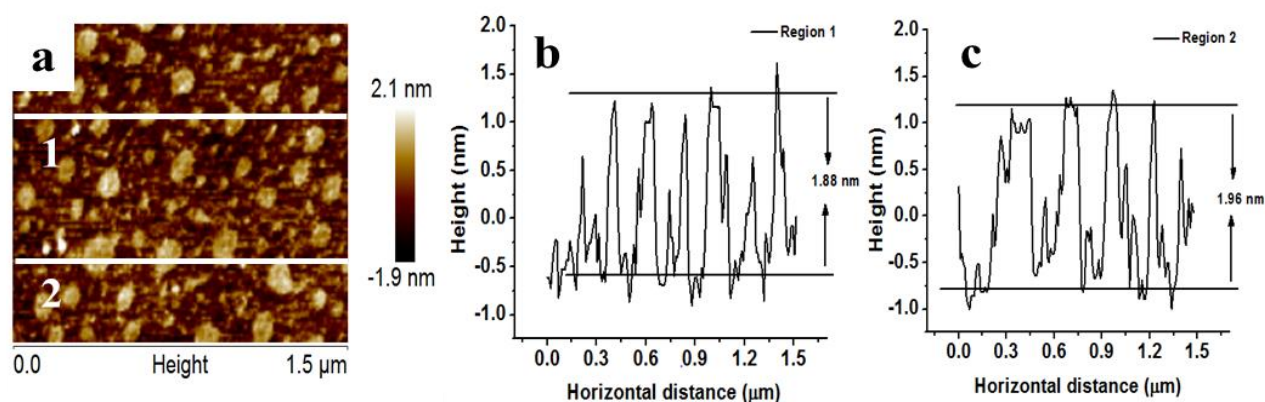 a
1
2
2.1 nm
-1.9 nm
0.0 Height 1.5 µm
b
Region 1
Height (nm)
2.0
1.5
1.0
0.5
0.0
-0.5
-1.0
1.88 nm
0.0 0.3 0.6 0.9 1.2 1.5
Horizontal distance (µm)
c
Region 2
Height (nm)
2.0
1.5
1.0
0.5
0.0
-0.5
-1.0
1.96 nm
0.0 0.3 0.6 0.9 1.2 1.5
Horizontal distance (µm)